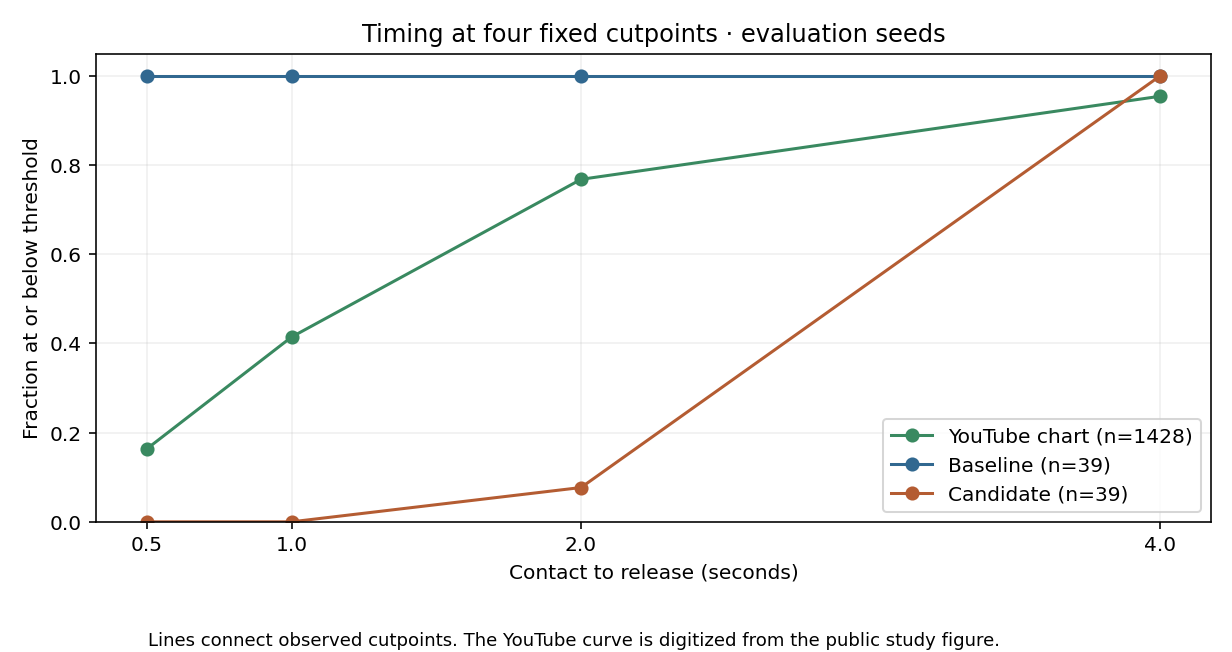 Timing at four fixed cutpoints · evaluation seeds
Fraction at or below threshold
1.0
0.8
0.6
0.4
0.2
0.0
YouTube chart (n=1428)
Baseline (n=39)
Candidate (n=39)
0.5 1.0 2.0 4.0
Contact to release (seconds)
Lines connect observed cutpoints. The YouTube curve is digitized from the public study figure.